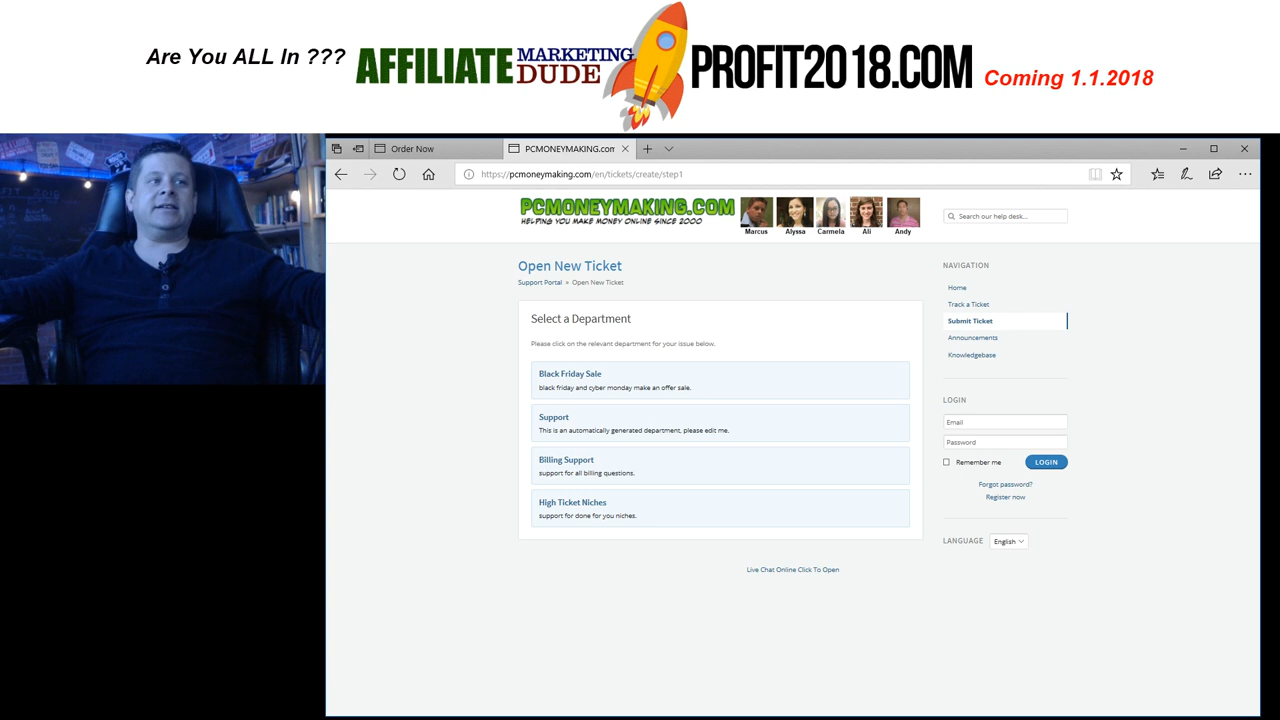 Are You ALL In ???
AFFILIATE MARKETING DUDE
PROFIT2018.COM
Coming 1.1.2018
Order Now
PCMONEYMAKING.com
https://pcmoneymaking.com/en/tickets/create/step1
PCMONEYMAKING.COM
HELPING YOU MAKE MONEY ONLINE SINCE 2000
Marcus Alyssa Carmela Ali Andy
Search our help desk...
Open New Ticket
Support Portal » Open New Ticket
Select a Department
Please click on the relevant department for your issue below.
Black Friday Sale
black friday and cyber monday make an offer sale.
Support
This is an automatically generated department, please edit me.
Billing Support
support for all billing questions.
High Ticket Niches
support for done for you niches.
Live Chat Online Click To Open
NAVIGATION
Home
Track a Ticket
Submit Ticket
Announcements
Knowledgebase
LOGIN
Email
Password
Remember me
LOGIN
Forgot password?
Register now
LANGUAGE English